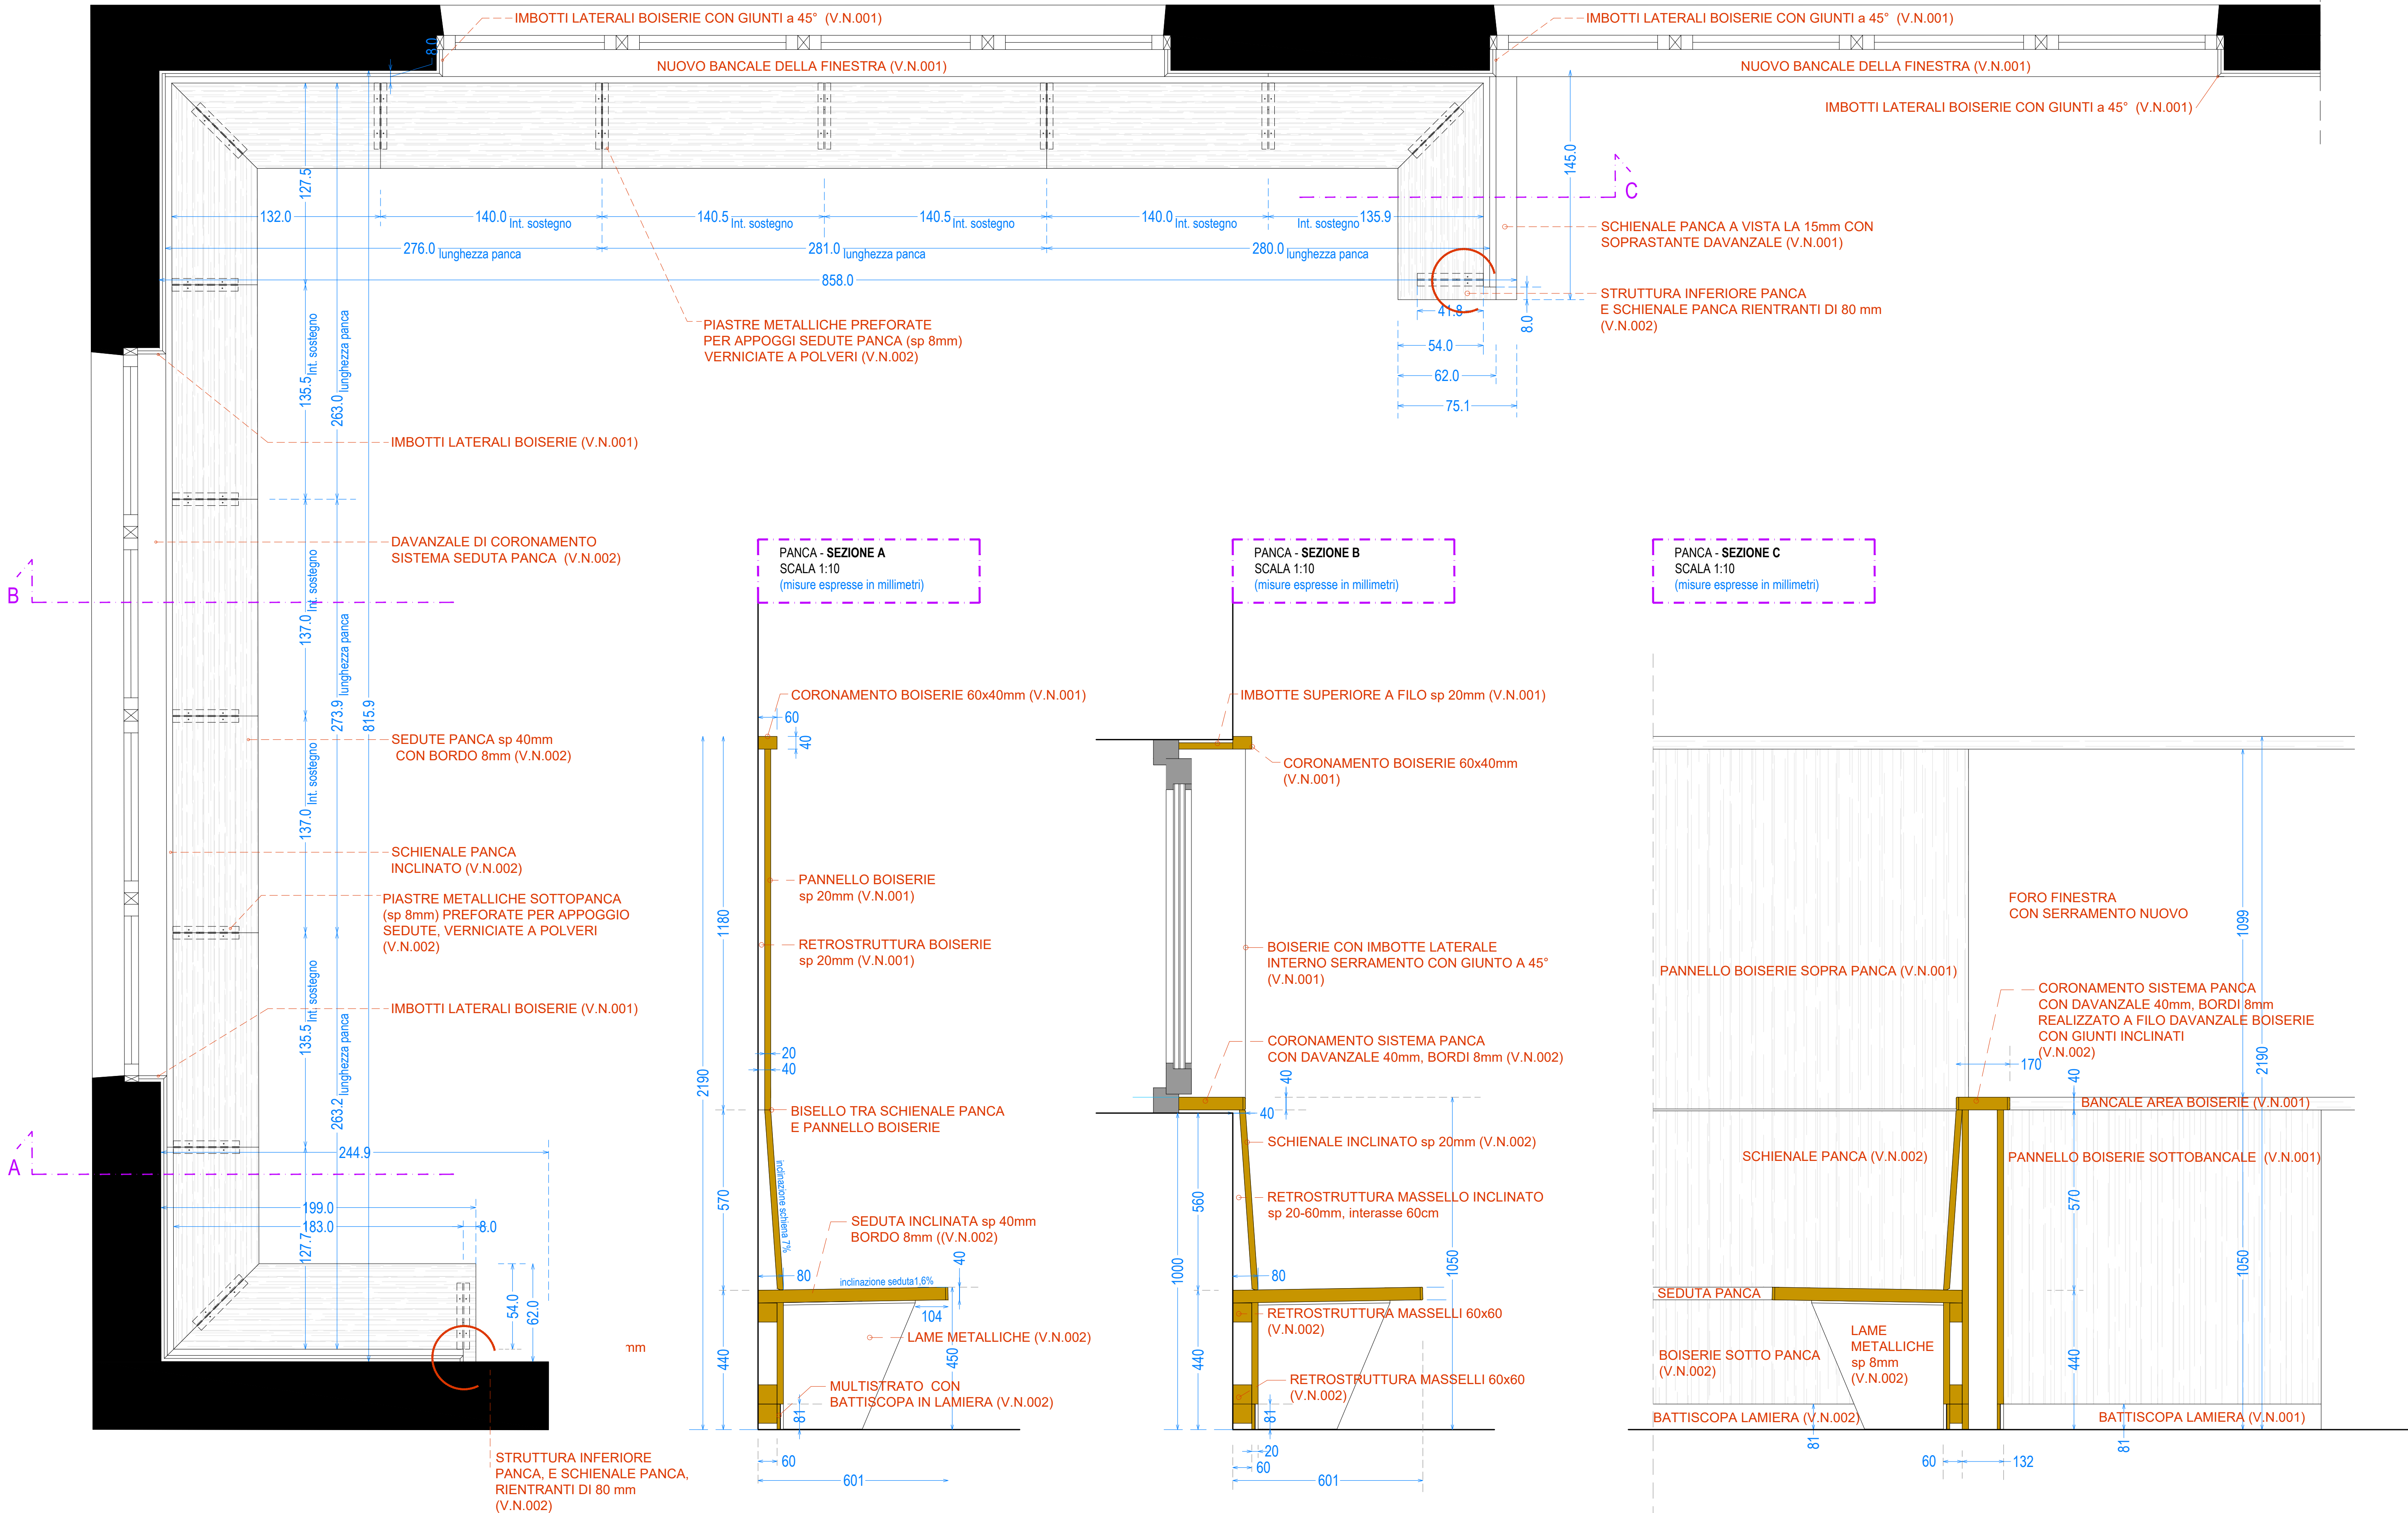 IMBOTTI LATERALI BOISERIE CON GIUNTI a 45° (V.N.001)
IMBOTTI LATERALI BOISERIE CON GIUNTI a 45° (V.N.001)
8.0
NUOVO BANCALE DELLA FINESTRA (V.N.001)
NUOVO BANCALE DELLA FINESTRA (V.N.001)
IMBOTTI LATERALI BOISERIE CON GIUNTI a 45° (V.N.001)
145.0
127.5
C
132.0
140.0 Int. sostegno
140.5 Int. sostegno
140.5 Int. sostegno
140.0 Int. sostegno
Int. sostegno 135.9
276.0 lunghezza panca
281.0 lunghezza panca
280.0 lunghezza panca
858.0
SCHIENALE PANCA A VISTA LA 15mm CON
SOPRASTANTE DAVANZALE (V.N.001)
STRUTTURA INFERIORE PANCA
E SCHIENALE PANCA RIENTRANTI DI 80 mm
(V.N.002)
41.8
8.0
54.0
62.0
75.1
PIASTRE METALLICHE PREFORATE
PER APPOGGI SEDUTE PANCA (sp 8mm)
VERNICIATE A POLVERI (V.N.002)
135.5 Int. sostegno
263.0 lunghezza panca
IMBOTTI LATERALI BOISERIE (V.N.001)
DAVANZALE DI CORONAMENTO
SISTEMA SEDUTA PANCA (V.N.002)
B
137.0 Int. sostegno
273.9 lunghezza panca
815.9
SEDUTE PANCA sp 40mm
CON BORDO 8mm (V.N.002)
137.0 Int. sostegno
SCHIENALE PANCA
INCLINATO (V.N.002)
PIASTRE METALLICHE SOTTOPANCA
(sp 8mm) PREFORATE PER APPOGGIO
SEDUTE, VERNICIATE A POLVERI
(V.N.002)
IMBOTTI LATERALI BOISERIE (V.N.001)
135.5 Int. sostegno
263.2 lunghezza panca
A
244.9
199.0
183.0
8.0
127.7
54.0
62.0
mm
STRUTTURA INFERIORE
PANCA, E SCHIENALE PANCA,
RIENTRANTI DI 80 mm
(V.N.002)
PANCA - SEZIONE A
SCALA 1:10
(misure espresse in millimetri)
CORONAMENTO BOISERIE 60x40mm (V.N.001)
60
40
PANNELLO BOISERIE
sp 20mm (V.N.001)
1180
RETROSTRUTTURA BOISERIE
sp 20mm (V.N.001)
20
40
2190
BISELLO TRA SCHIENALE PANCA
E PANNELLO BOISERIE
inclinazione schiena 7%
570
SEDUTA INCLINATA sp 40mm
BORDO 8mm ((V.N.002)
40
80
inclinazione seduta1,6%
104
LAME METALLICHE (V.N.002)
440
450
MULTISTRATO CON
BATTISCOPA IN LAMIERA (V.N.002)
81
60
601
PANCA - SEZIONE B
SCALA 1:10
(misure espresse in millimetri)
IMBOTTE SUPERIORE A FILO sp 20mm (V.N.001)
CORONAMENTO BOISERIE 60x40mm
(V.N.001)
BOISERIE CON IMBOTTE LATERALE
INTERNO SERRAMENTO CON GIUNTO A 45°
(V.N.001)
CORONAMENTO SISTEMA PANCA
CON DAVANZALE 40mm, BORDI 8mm (V.N.002)
40
40
SCHIENALE INCLINATO sp 20mm (V.N.002)
RETROSTRUTTURA MASSELLO INCLINATO
sp 20-60mm, interasse 60cm
560
1000
1050
80
RETROSTRUTTURA MASSELLI 60x60
(V.N.002)
440
RETROSTRUTTURA MASSELLI 60x60
(V.N.002)
81
20
60
601
PANCA - SEZIONE C
SCALA 1:10
(misure espresse in millimetri)
FORO FINESTRA
CON SERRAMENTO NUOVO
1099
PANNELLO BOISERIE SOPRA PANCA (V.N.001)
CORONAMENTO SISTEMA PANCA
CON DAVANZALE 40mm, BORDI 8mm
REALIZZATO A FILO DAVANZALE BOISERIE
CON GIUNTI INCLINATI
(V.N.002)
170
40
2190
BANCALE AREA BOISERIE (V.N.001)
SCHIENALE PANCA (V.N.002)
PANNELLO BOISERIE SOTTOBANCALE (V.N.001)
570
1050
SEDUTA PANCA
LAME
METALLICHE
sp 8mm
(V.N.002)
BOISERIE SOTTO PANCA
(V.N.002)
440
BATTISCOPA LAMIERA (V.N.002)
BATTISCOPA LAMIERA (V.N.001)
81
81
60
132